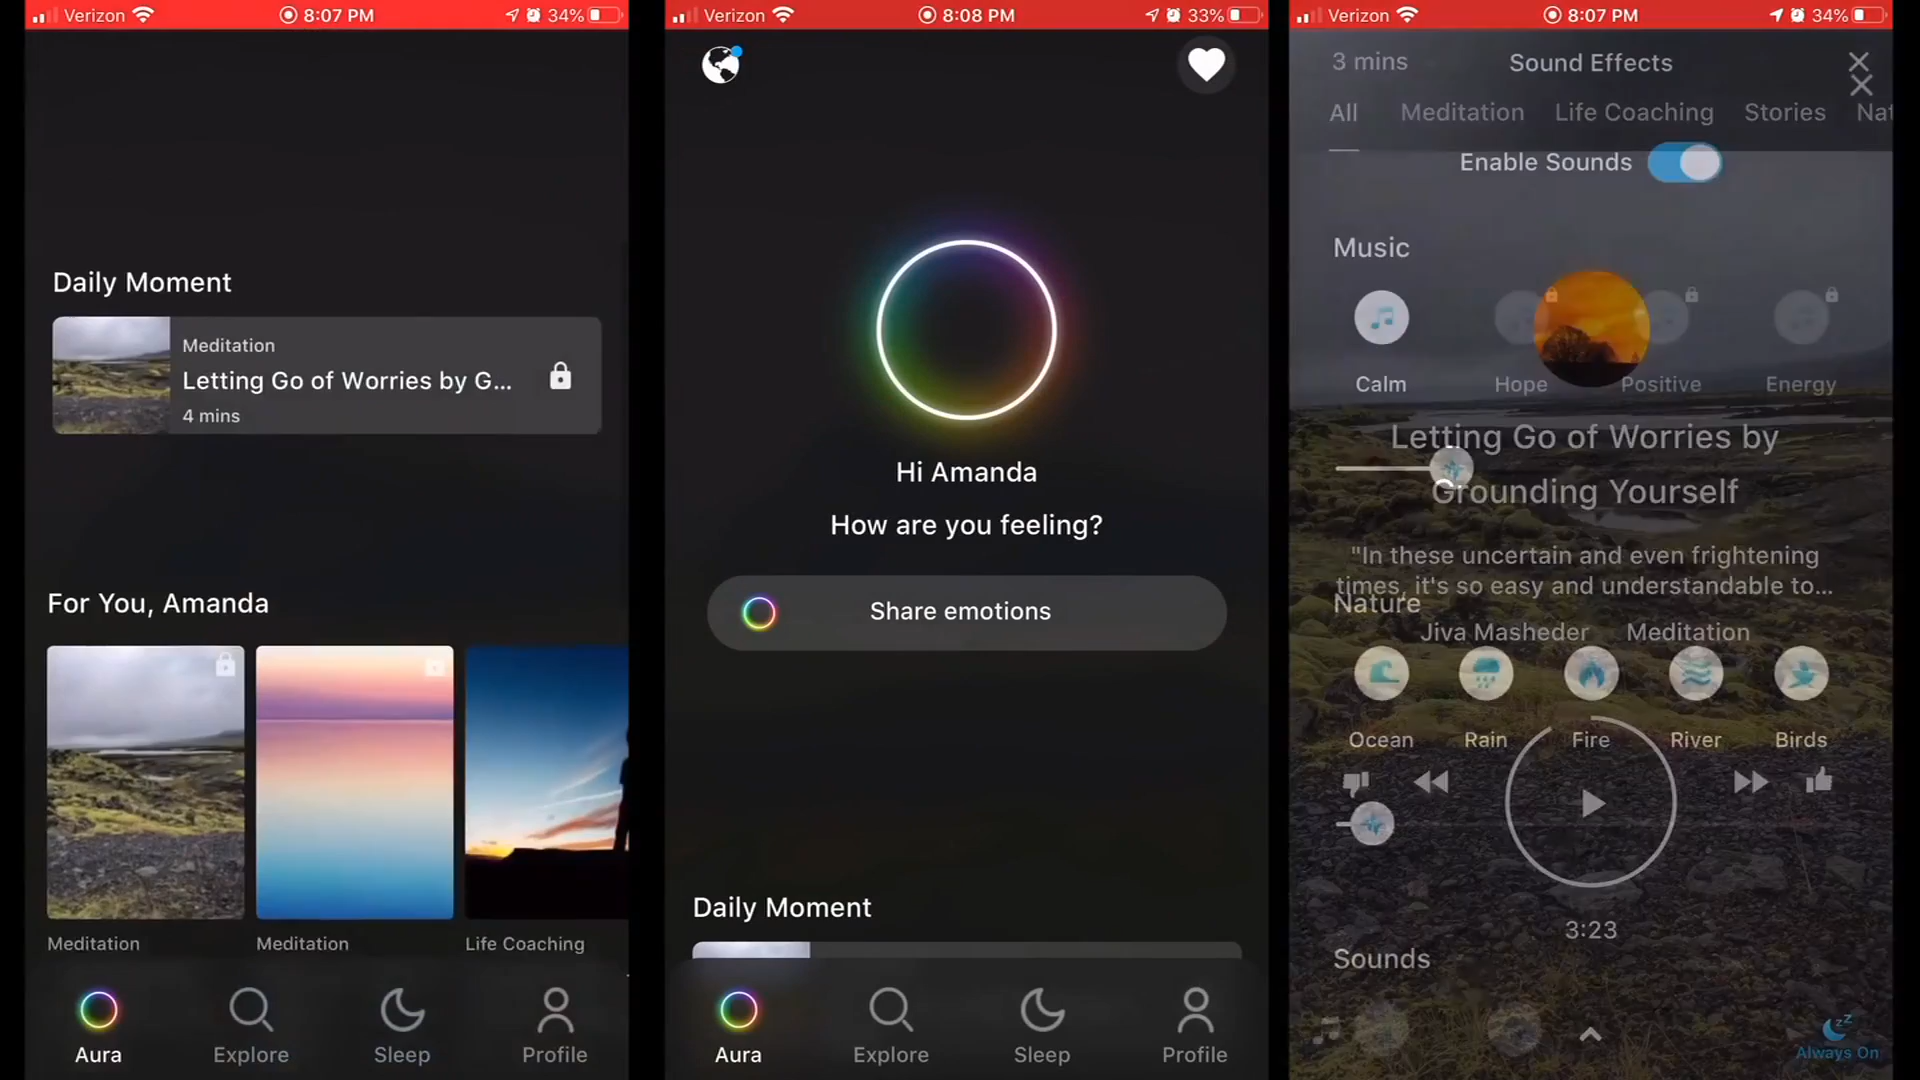 Verizon 8:07 PM 34%
Daily Moment
Meditation
Letting Go of Worries by G...
4 mins
For You, Amanda
Meditation
Meditation
Life Coaching
Aura
Explore
Sleep
Profile
Verizon 8:08 PM 33%
Hi Amanda
How are you feeling?
Share emotions
Daily Moment
Aura
Explore
Sleep
Profile
Verizon 8:07 PM 34%
3 mins
Sound Effects
All Meditation Life Coaching Stories Nat
Enable Sounds
Music
Calm Hope Positive Energy
Letting Go of Worries by
Grounding Yourself
"In these uncertain and even frightening
times, it's so easy and understandable to...
Nature
Jiva Masheder Meditation
Ocean Rain Fire River Birds
3:23
Sounds
zz
Always On